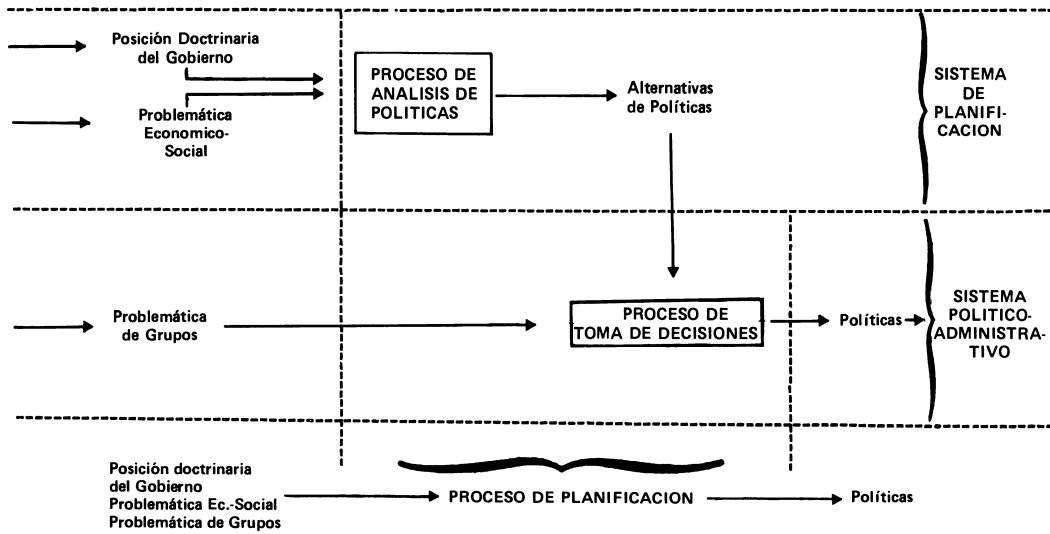 Posición Doctrinaria
del Gobierno
Problemática
Economico-
Social
PROCESO DE
ANALISIS DE
POLITICAS
Alternativas
de Políticas
SISTEMA
DE
PLANIFI-
CACION
Problemática
de Grupos
PROCESO DE
TOMA DE DECISIONES
Políticas
SISTEMA
POLITICO-
ADMINISTRA-
TIVO
Posición doctrinaria
del Gobierno
Problemática Ec.-Social
Problemática de Grupos
PROCESO DE PLANIFICACION
Políticas